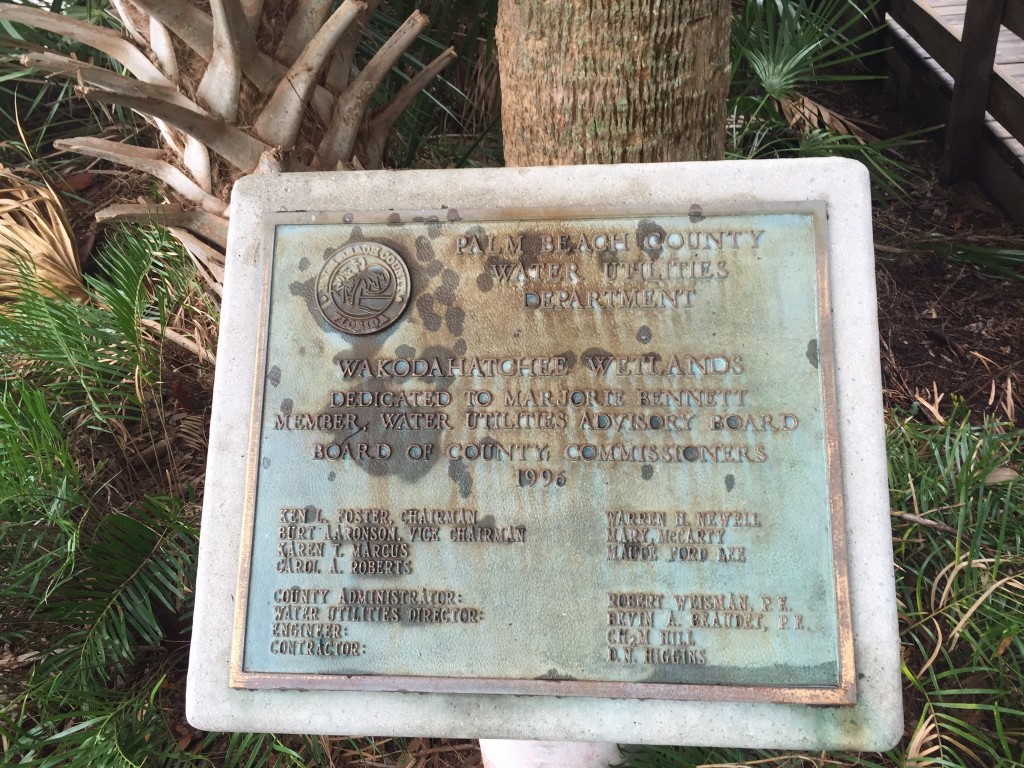 PALM BEACH COUNTY
WATER UTILITIES
DEPARTMENT
FLORIDA
WAKODAHATCHEE WETLANDS
DEDICATED TO MARJORIE BENNETT
MEMBER, WATER UTILITIES ADVISORY BOARD
BOARD OF COUNTY COMMISSIONERS
1996
KEN L. FOSTER, CHAIRMAN
BURT AARONSON, VICE CHAIRMAN
KAREN T. MARCUS
CAROL A. ROBERTS
WARREN H. NEWELL
MARY MCCARTY
MAUDE FORD LEE
COUNTY ADMINISTRATOR: ROBERT WEISMAN, P.E.
WATER UTILITIES DIRECTOR: BEVIN A. BEAUDET, P.E.
ENGINEER: CH2M HILL
CONTRACTOR: D.N. HIGGINS